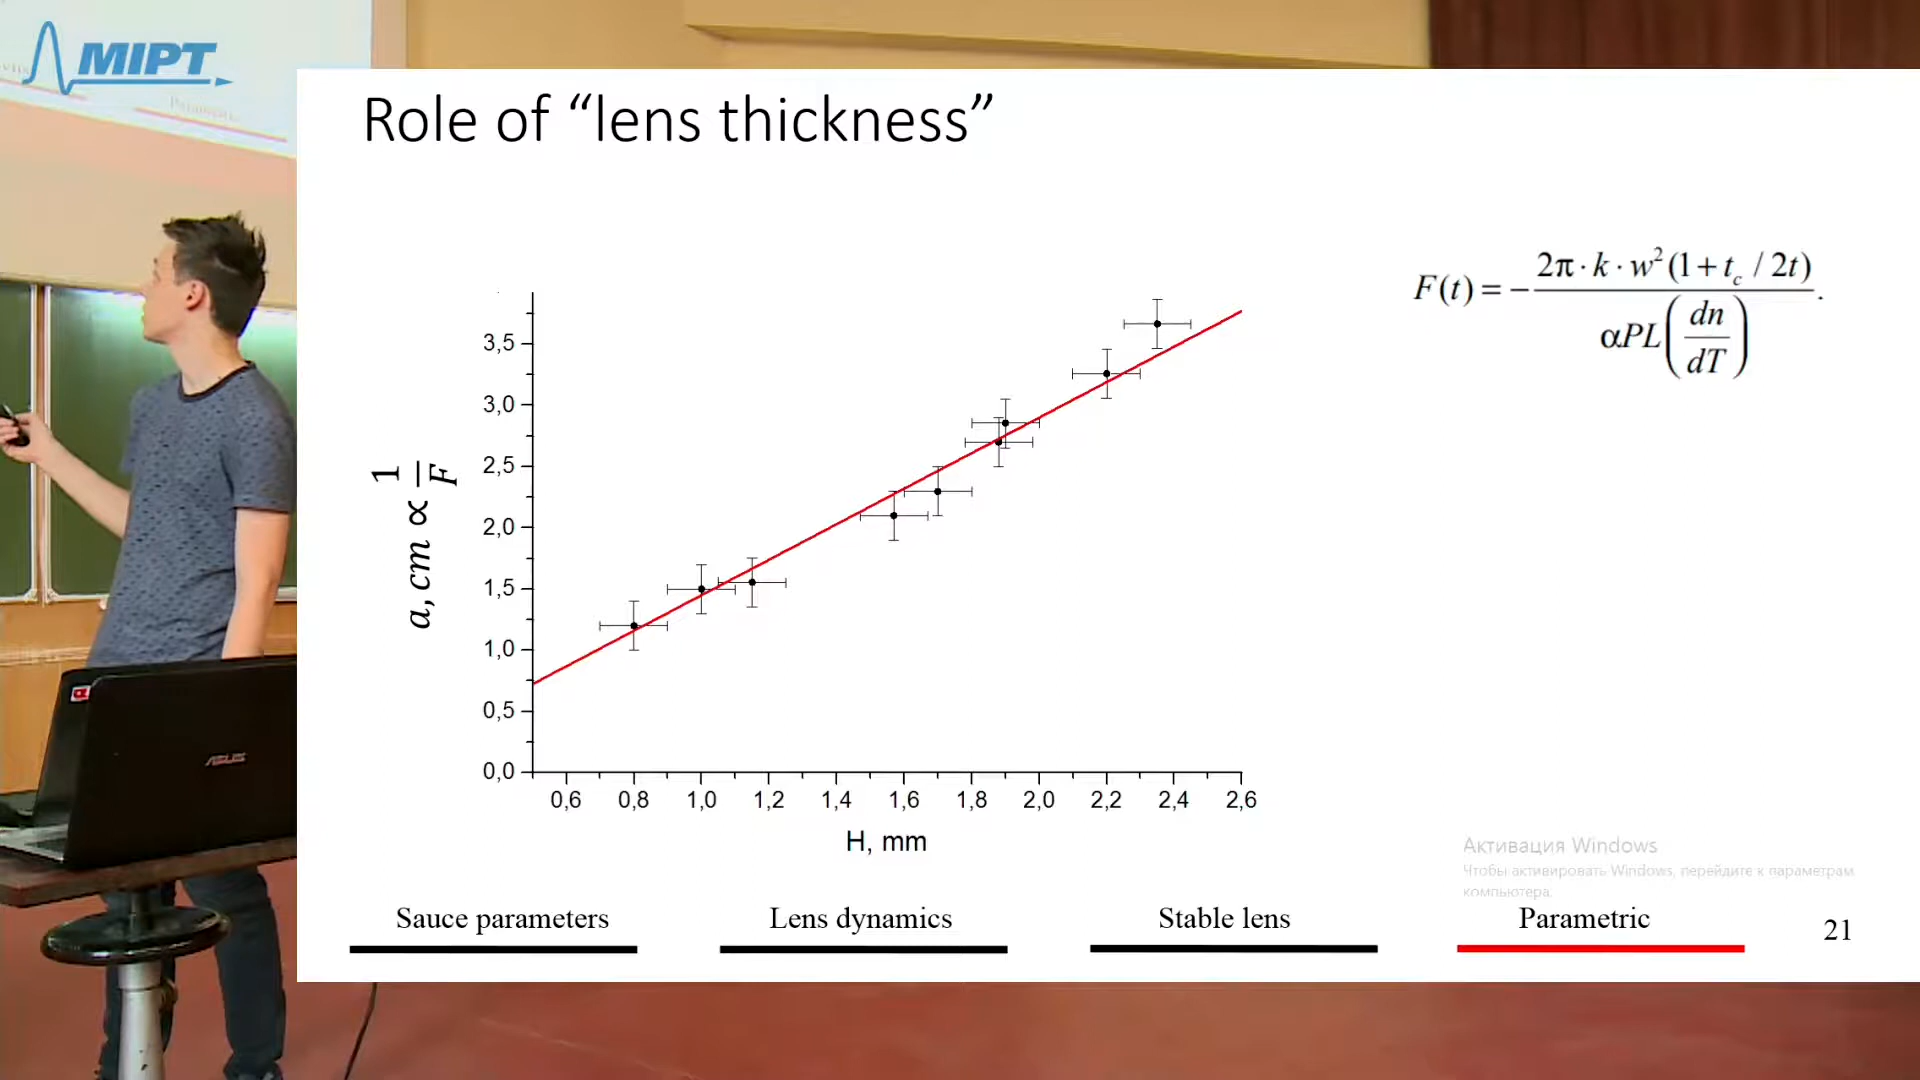 MIPT
Role of “lens thickness”
F(t) = − 2π · k · w²(1 + t_c / 2t) / αPL(dn/dT).
a, cm ∝ 1/F
3,5
3,0
2,5
2,0
1,5
1,0
0,5
0,0
0,6 0,8 1,0 1,2 1,4 1,6 1,8 2,0 2,2 2,4 2,6
H, mm
ASUS
Активация Windows
Чтобы активировать Windows, перейдите к параметрам
компьютера.
Sauce parameters Lens dynamics Stable lens Parametric 21